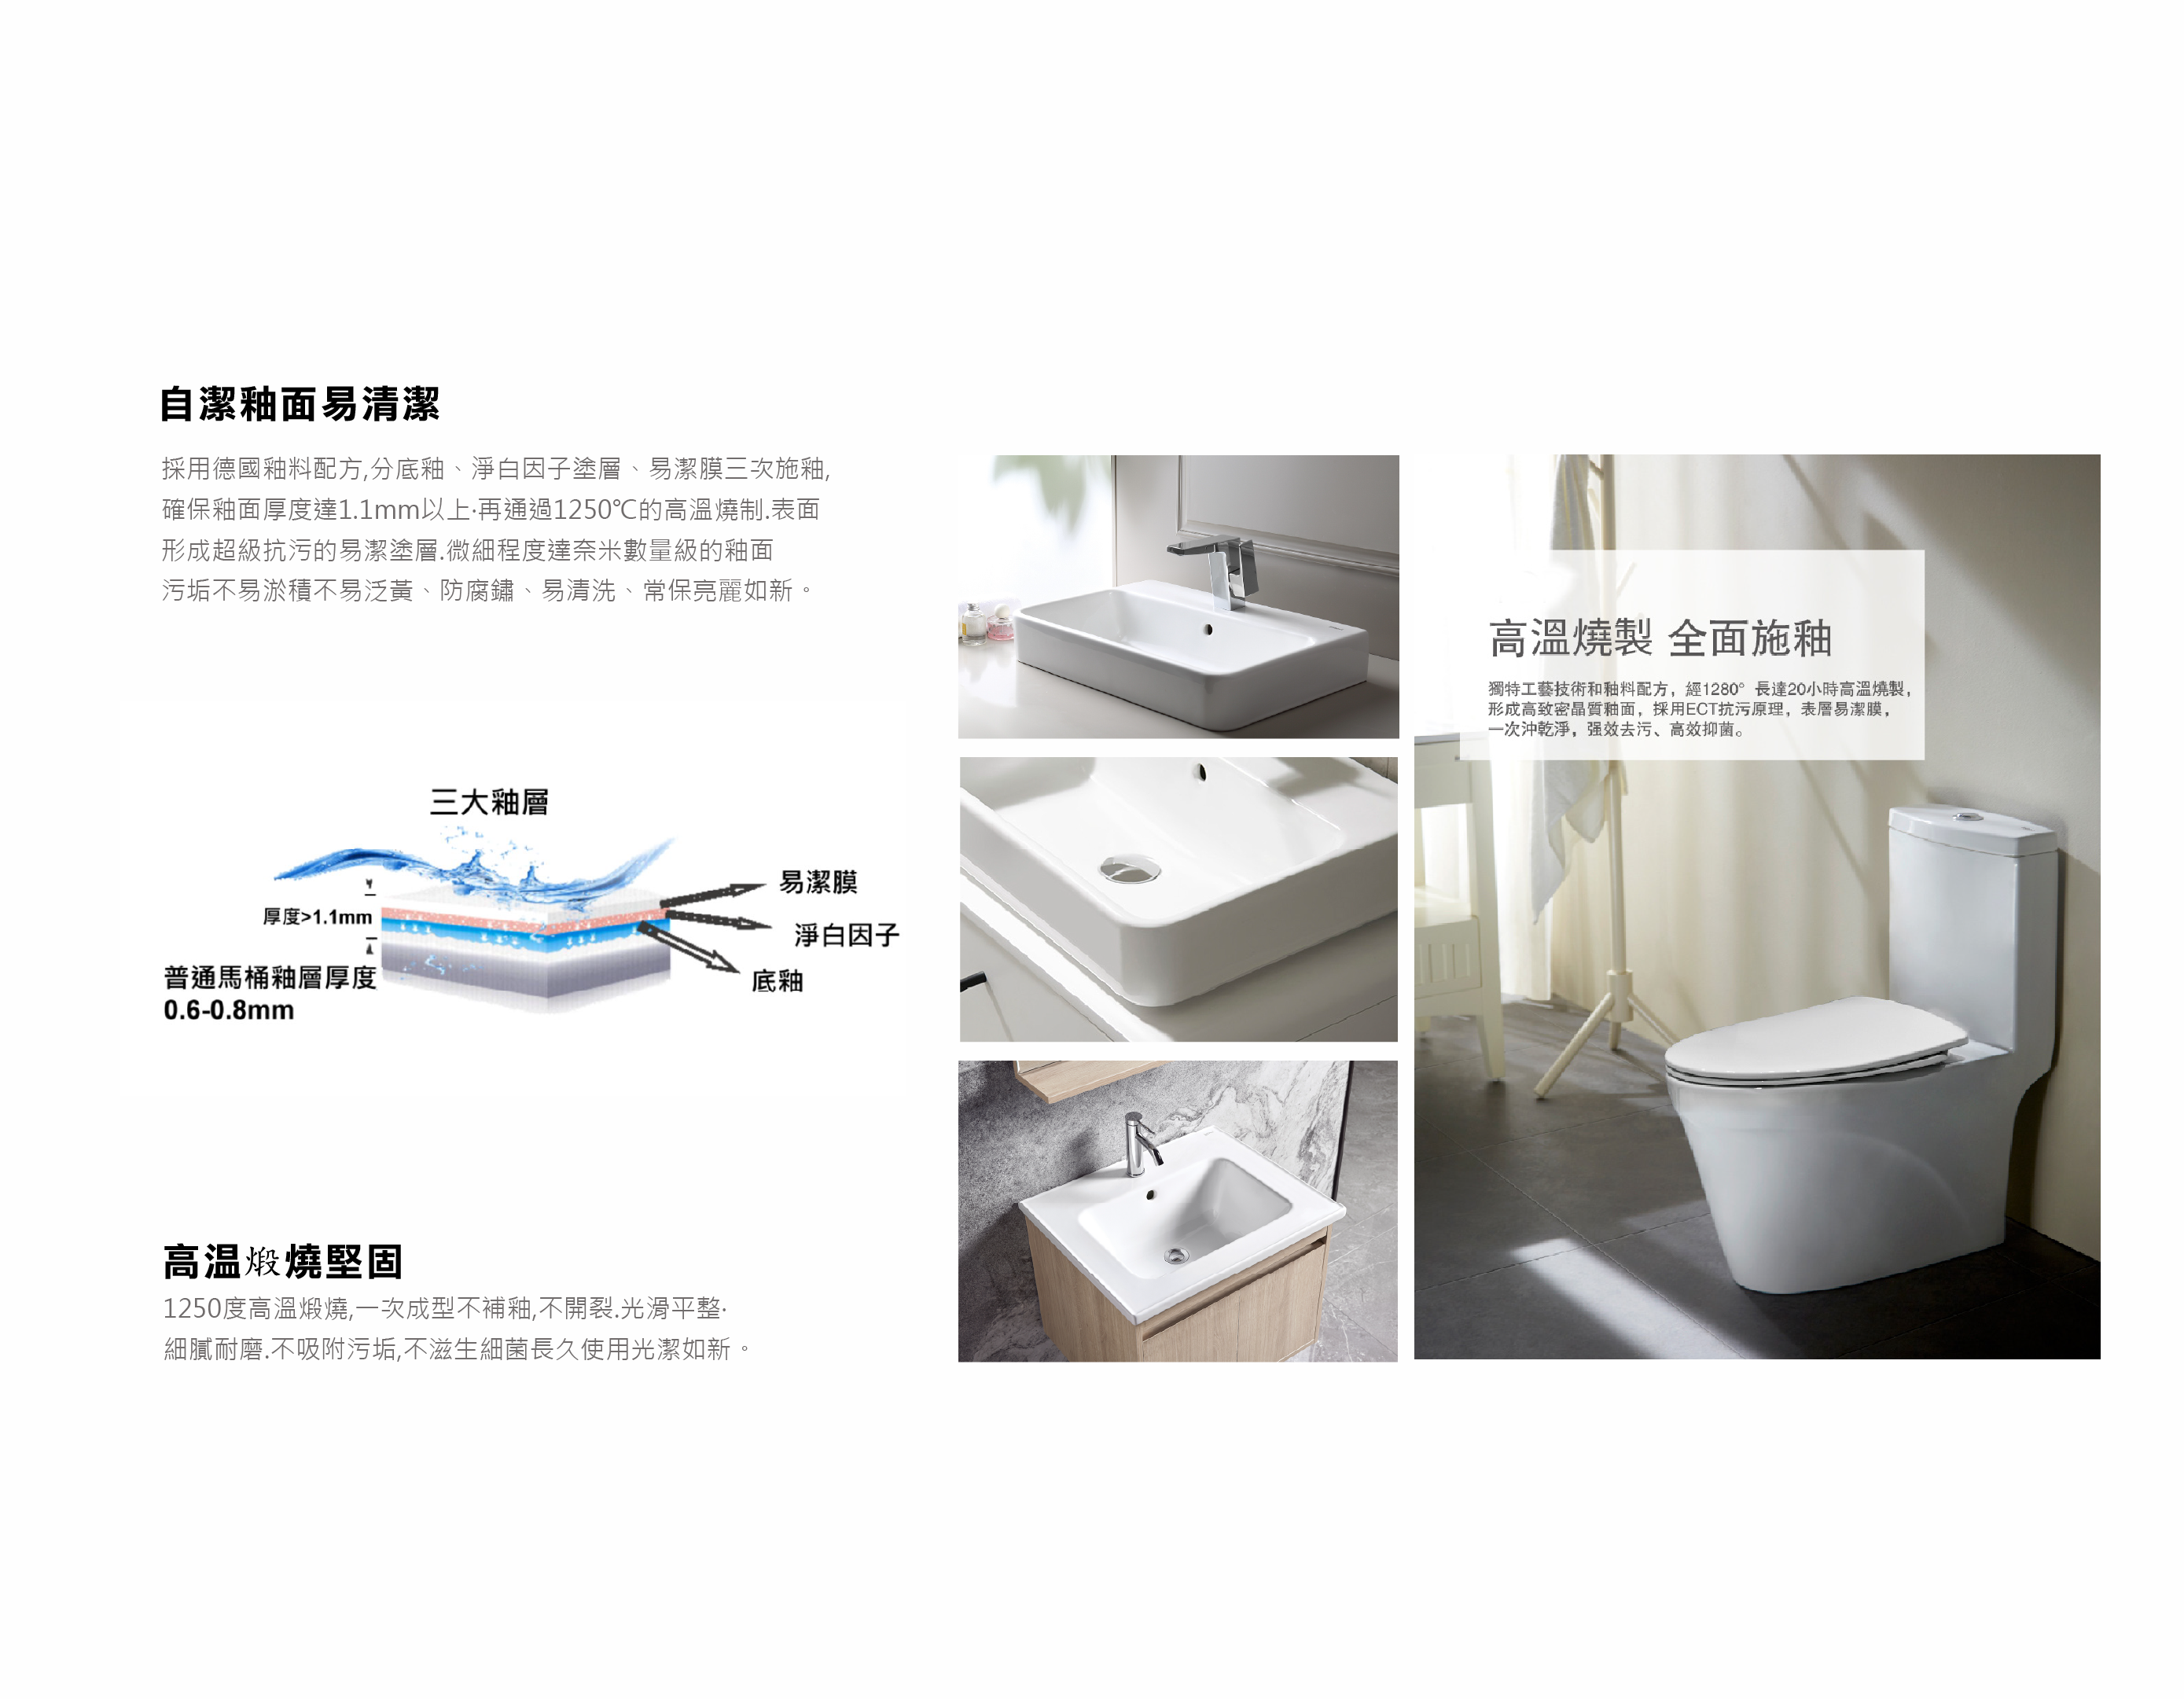 自潔釉面易清潔
採用德國釉料配方,分底釉、淨白因子塗層、易潔膜三次施釉,
確保釉面厚度達1.1mm以上·再通過1250℃的高溫燒制.表面
形成超級抗污的易潔塗層.微細程度達奈米數量級的釉面
污垢不易淤積不易泛黃、防腐鏽、易清洗、常保亮麗如新。
三大釉層
易潔膜
厚度>1.1mm
淨白因子
普通馬桶釉層厚度
0.6-0.8mm
底釉
高温煅燒堅固
1250度高溫煅燒,一次成型不補釉,不開裂.光滑平整·
細膩耐磨.不吸附污垢,不滋生細菌長久使用光潔如新。
高溫燒製 全面施釉
獨特工藝技術和釉料配方，經1280°長達20小時高溫燒製，
形成高致密晶質釉面，採用ECT抗污原理，表層易潔膜，
一次沖乾淨，强效去污、高效抑菌。